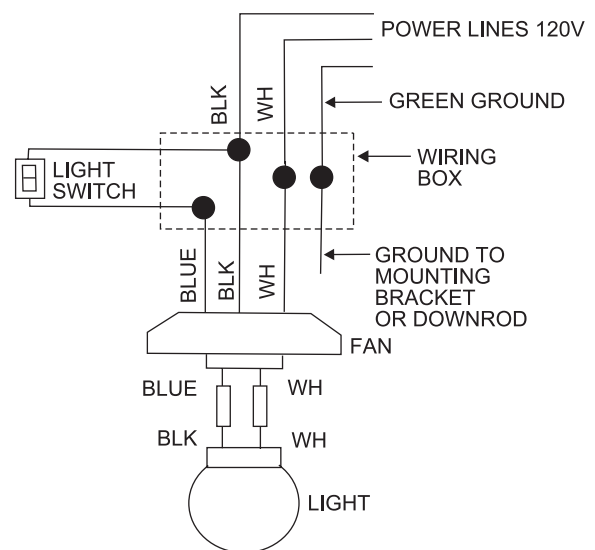 POWER LINES 120V
BLK
WH
GREEN GROUND
WIRING
BOX
LIGHT
SWITCH
BLUE
BLK
WH
GROUND TO
MOUNTING
BRACKET
OR DOWNROD
FAN
BLUE
WH
BLK
WH
LIGHT